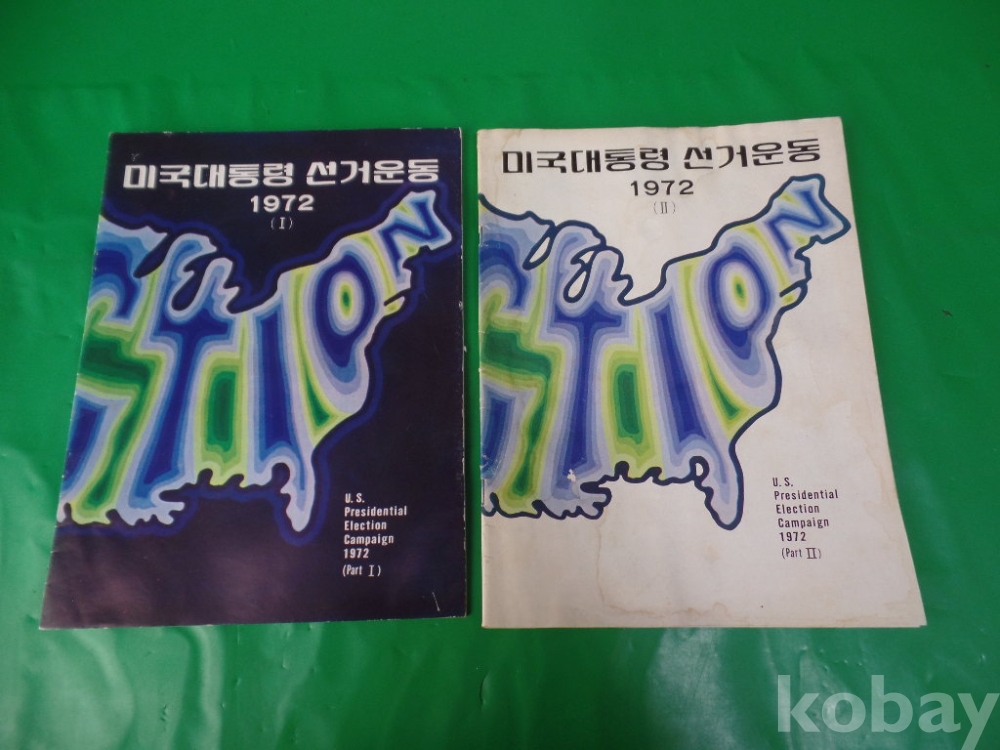 미국대통령 선거운동
1972
(I)
STATION
U.S.
Presidential
Election
Campaign
1972
(Part I)
미국대통령 선거운동
1972
(II)
U.S.
Presidential
Election
Campaign
1972
(Part II)
kobay